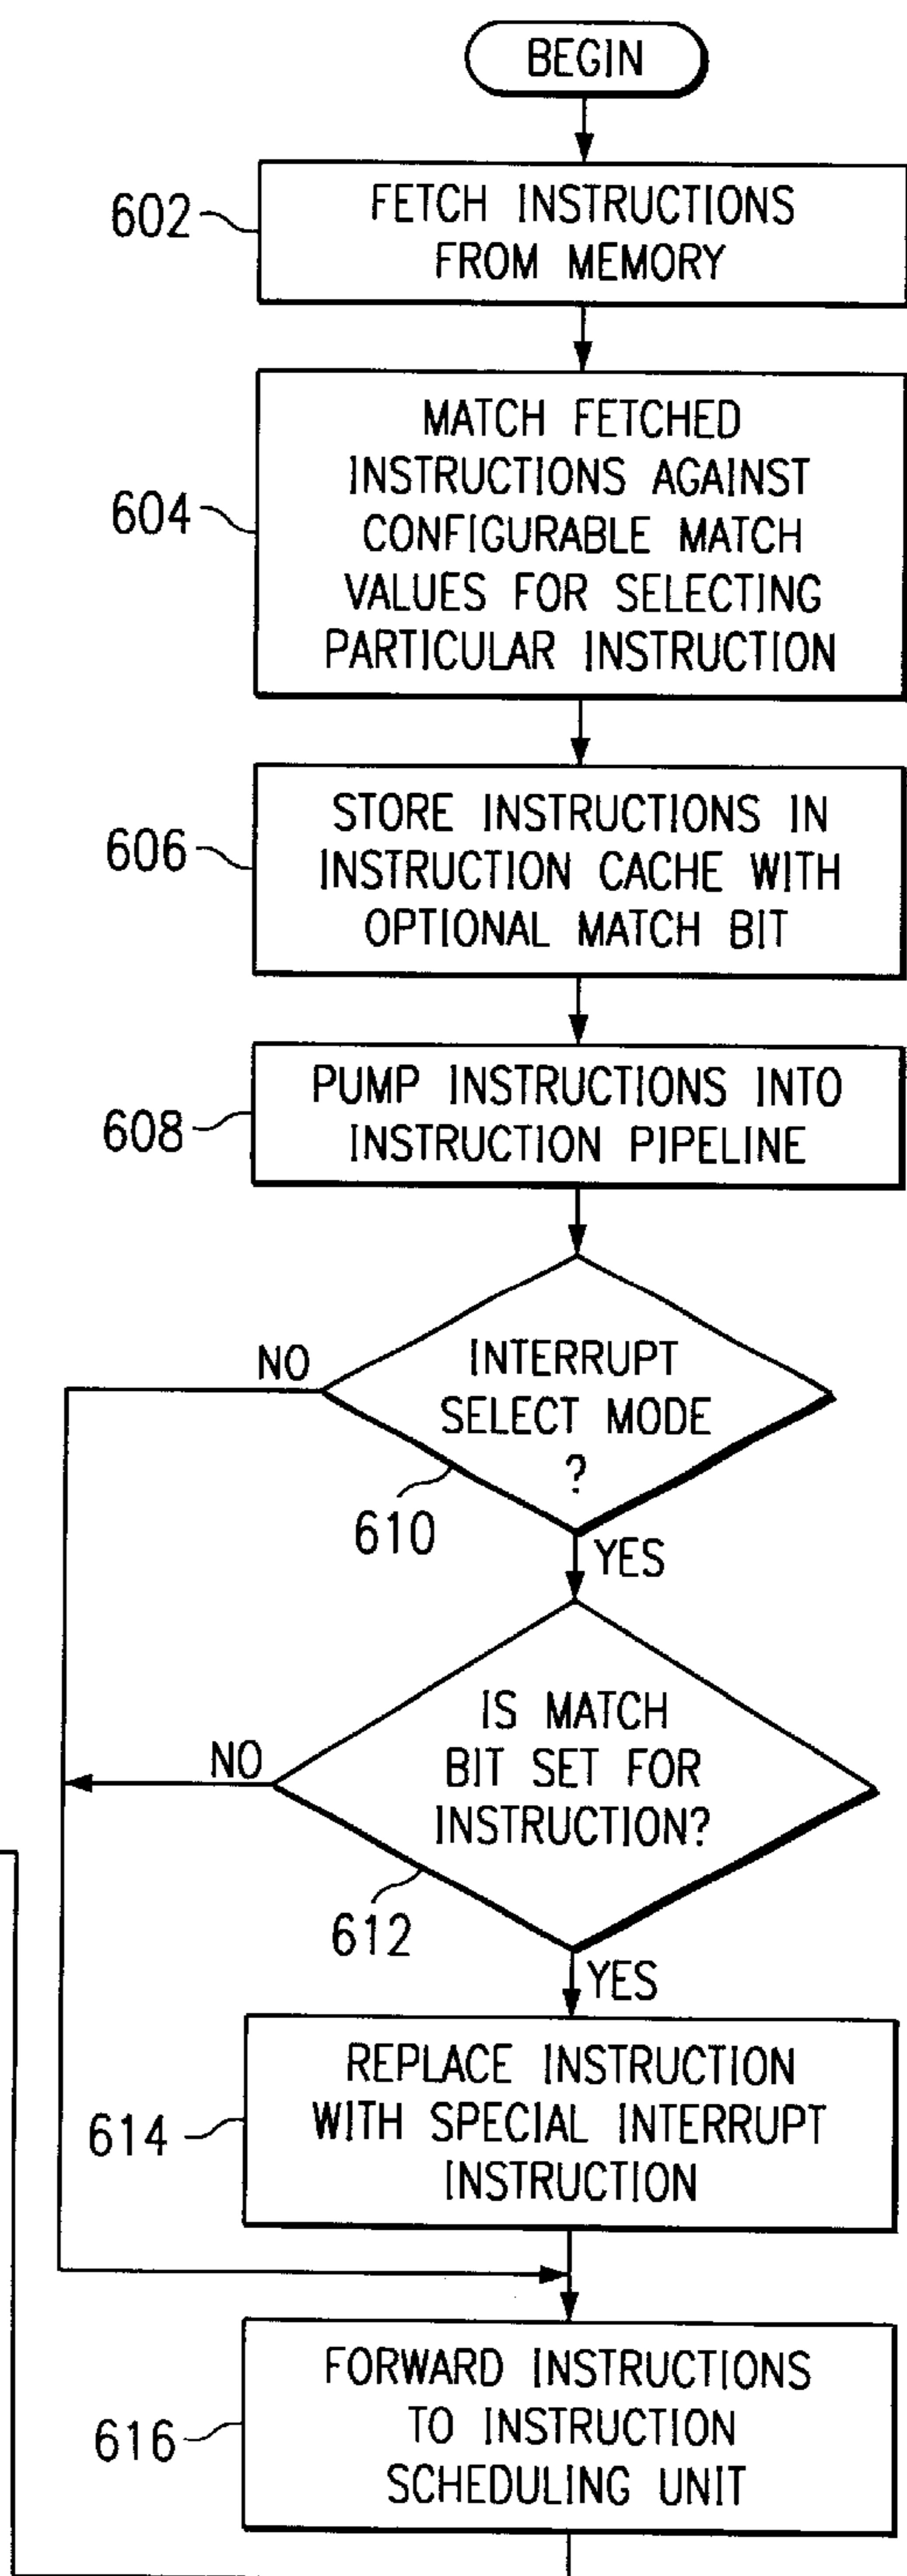 BEGIN
602
FETCH INSTRUCTIONS
FROM MEMORY
604
MATCH FETCHED
INSTRUCTIONS AGAINST
CONFIGURABLE MATCH
VALUES FOR SELECTING
PARTICULAR INSTRUCTION
606
STORE INSTRUCTIONS IN
INSTRUCTION CACHE WITH
OPTIONAL MATCH BIT
608
PUMP INSTRUCTIONS INTO
INSTRUCTION PIPELINE
NO
INTERRUPT
SELECT MODE
?
610
YES
NO
IS MATCH
BIT SET FOR
INSTRUCTION?
612
YES
614
REPLACE INSTRUCTION
WITH SPECIAL INTERRUPT
INSTRUCTION
616
FORWARD INSTRUCTIONS
TO INSTRUCTION
SCHEDULING UNIT